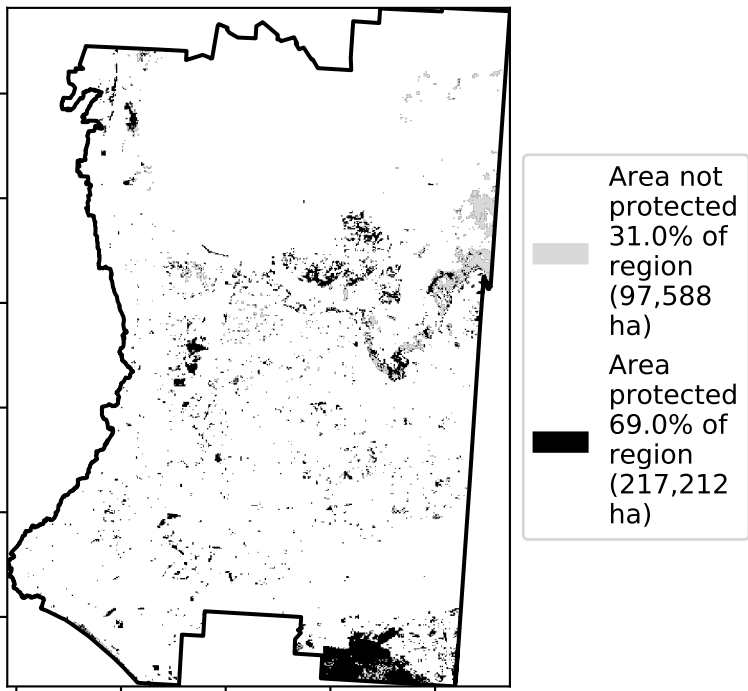 Area not
protected
31.0% of
region
(97,588
ha)
Area
protected
69.0% of
region
(217,212
ha)